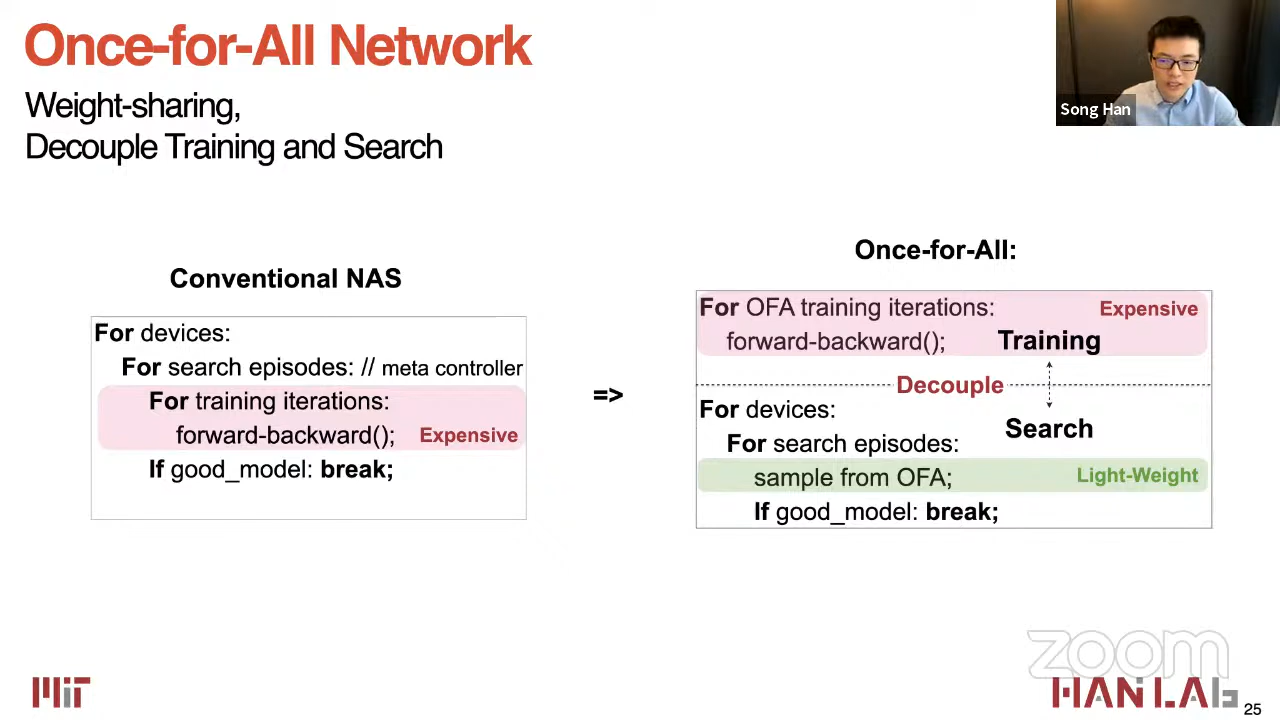 Once-for-All Network
Weight-sharing,
Decouple Training and Search
Song Han
Conventional NAS
For devices:
For search episodes: // meta controller
For training iterations:
forward-backward(); Expensive
If good_model: break;
=>
Once-for-All:
For OFA training iterations: Expensive
forward-backward(); Training
Decouple
For devices:
Search
For search episodes:
sample from OFA; Light-Weight
If good_model: break;
zoom
MIT
HAN LAb
25